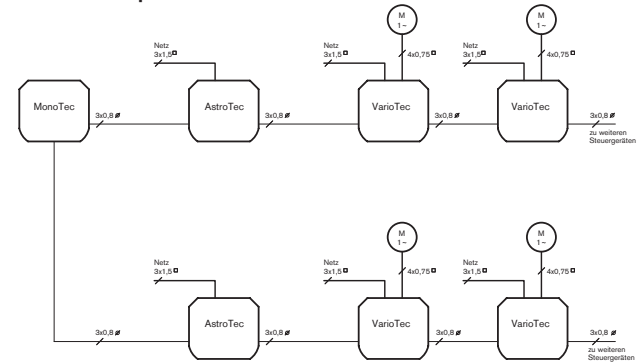 M
1~
M
1~
Netz
3x1,5
Netz
3x1,5
4x0,75
Netz
3x1,5
4x0,75
MonoTec
AstroTec
VarioTec
VarioTec
3x0,8 ø
3x0,8 ø
3x0,8 ø
3x0,8 ø
zu weiteren
Steuergeräten
M
1~
M
1~
Netz
3x1,5
Netz
3x1,5
4x0,75
Netz
3x1,5
4x0,75
AstroTec
VarioTec
VarioTec
3x0,8 ø
3x0,8 ø
3x0,8 ø
3x0,8 ø
zu weiteren
Steuergeräten